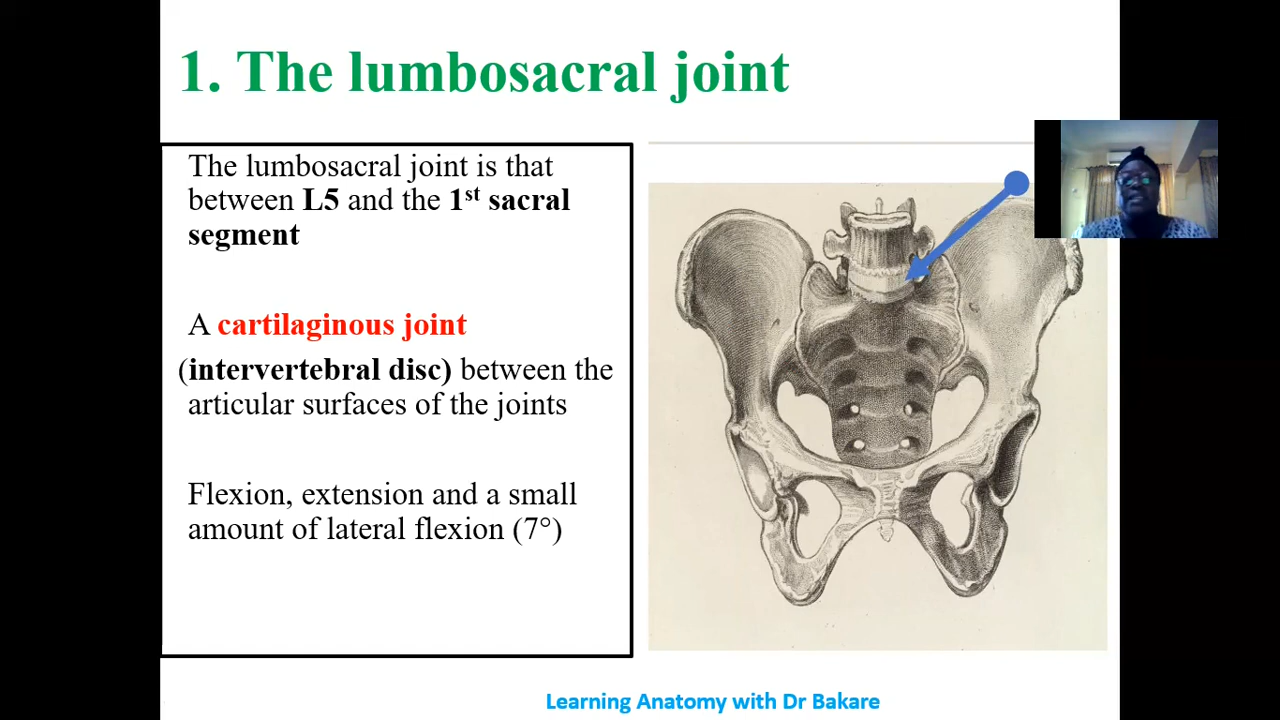 1. The lumbosacral joint
The lumbosacral joint is that
between L5 and the 1st sacral
segment
A cartilaginous joint
(intervertebral disc) between the
articular surfaces of the joints
Flexion, extension and a small
amount of lateral flexion (7°)
Learning Anatomy with Dr Bakare